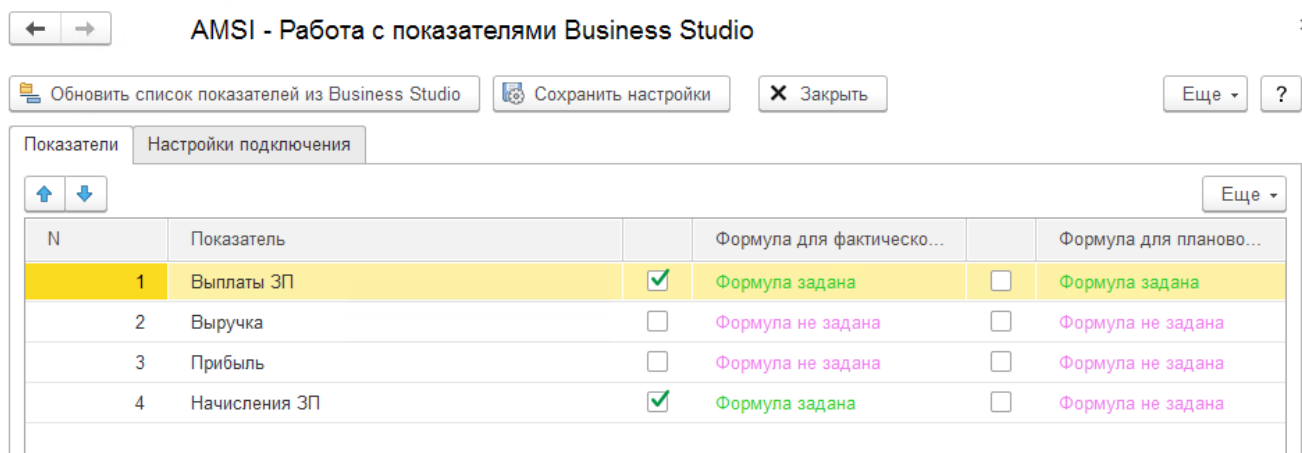 AMSI - Работа с показателями Business Studio
Обновить список показателей из Business Studio Сохранить настройки Закрыть Еще ?
Показатели Настройки подключения
Еще
N Показатель Формула для фактическо... Формула для планово...
1 Выплаты ЗП Формула задана Формула задана
2 Выручка Формула не задана Формула не задана
3 Прибыль Формула не задана Формула не задана
4 Начисления ЗП Формула задана Формула не задана